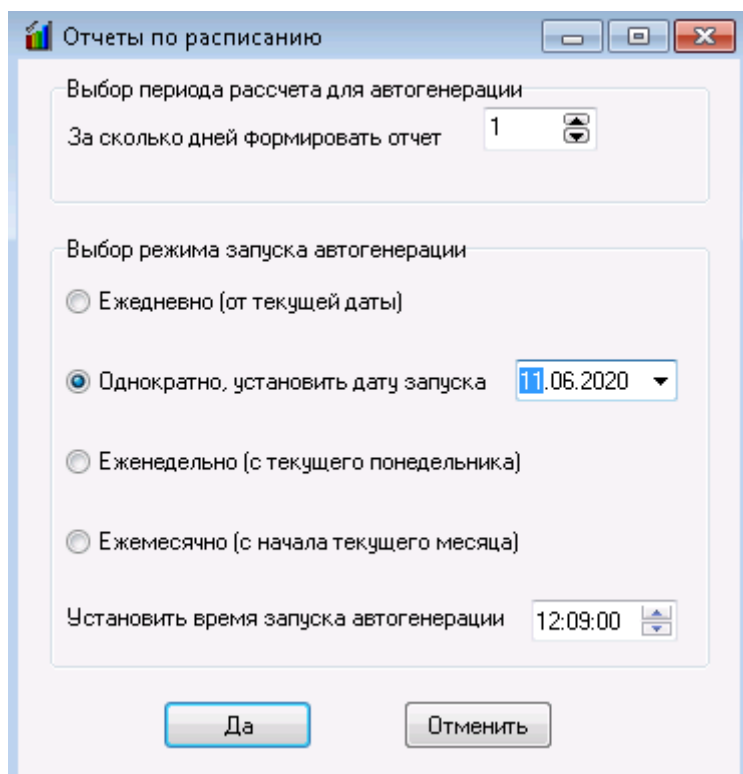 Отчеты по расписанию
Выбор периода рассчета для автогенерации
За сколько дней формировать отчет 1
Выбор режима запуска автогенерации
Ежедневно (от текущей даты)
Однократно, установить дату запуска 11.06.2020
Еженедельно (с текущего понедельника)
Ежемесячно (с начала текущего месяца)
Установить время запуска автогенерации 12:09:00
Да Отменить